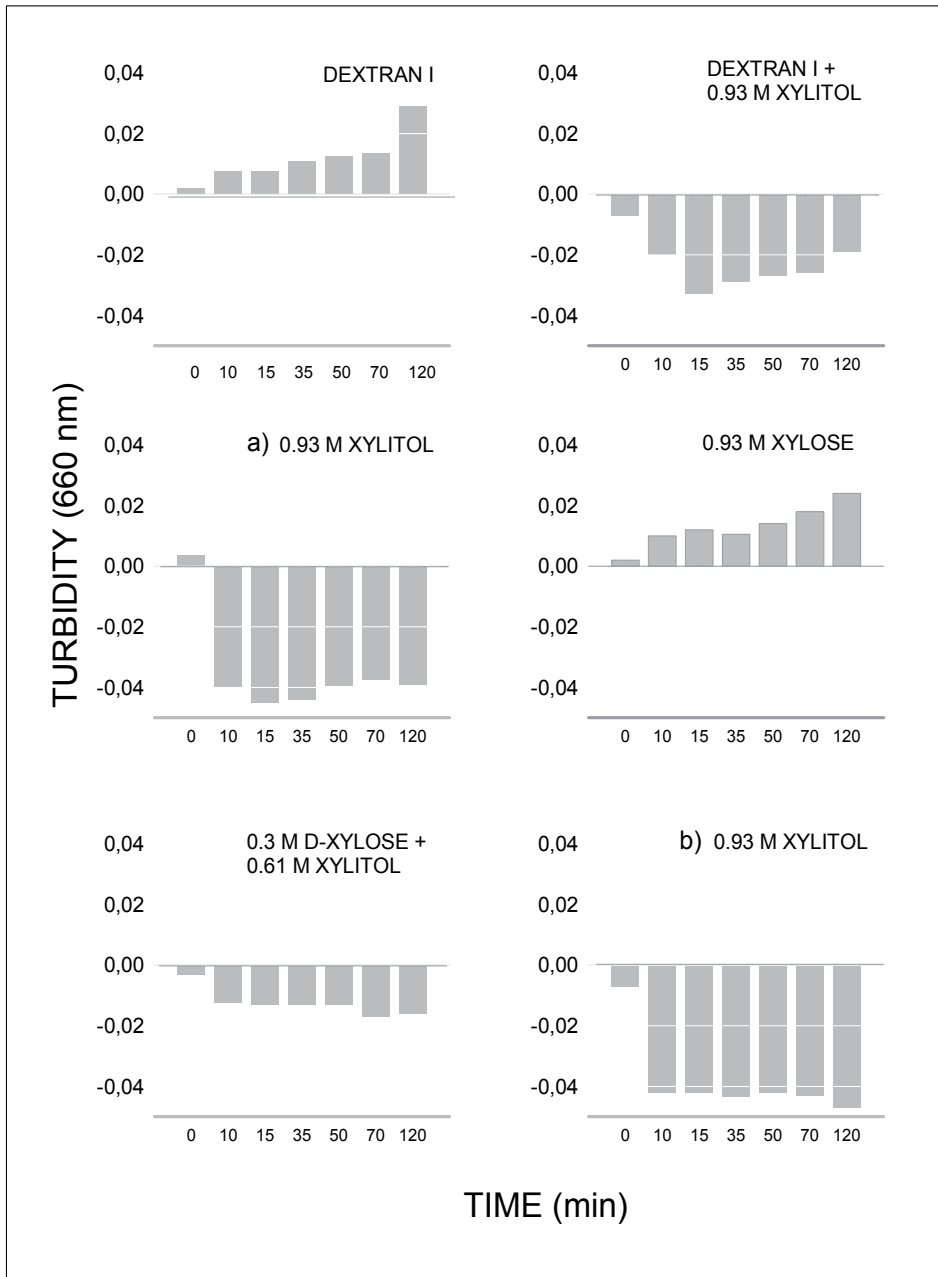 TURBIDITY (660 nm)
DEXTRAN I
0,04
0,02
0,00
-0,02
-0,04
0 10 15 35 50 70 120
DEXTRAN I +
0.93 M XYLITOL
0,04
0,02
0,00
-0,02
-0,04
0 10 15 35 50 70 120
a) 0.93 M XYLITOL
0,04
0,02
0,00
-0,02
-0,04
0 10 15 35 50 70 120
0.93 M XYLOSE
0,04
0,02
0,00
-0,02
-0,04
0 10 15 35 50 70 120
0.3 M D-XYLOSE +
0.61 M XYLITOL
0,04
0,02
0,00
-0,02
-0,04
0 10 15 35 50 70 120
b) 0.93 M XYLITOL
0,04
0,02
0,00
-0,02
-0,04
0 10 15 35 50 70 120
TIME (min)